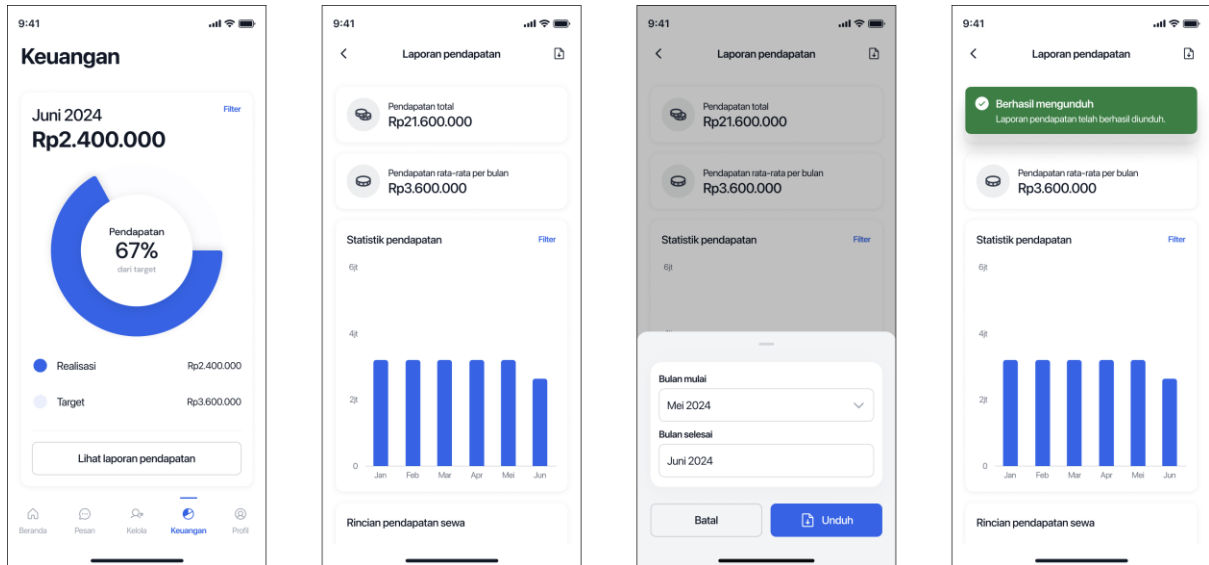 9:41
Keuangan
Juni 2024
Filter
Rp2.400.000
Pendapatan
67%
dari target
Realisasi
Rp2.400.000
Target
Rp3.600.000
Lihat laporan pendapatan
Beranda
Pesan
Kelola
Keuangan
Profil
9:41
Laporan pendapatan
Pendapatan total
Rp21.600.000
Pendapatan rata-rata per bulan
Rp3.600.000
Statistik pendapatan
Filter
6jt
4jt
2jt
0
Jan Feb Mar Apr Mei Jun
Rincian pendapatan sewa
9:41
Laporan pendapatan
Pendapatan total
Rp21.600.000
Pendapatan rata-rata per bulan
Rp3.600.000
Statistik pendapatan
Filter
6jt
Bulan mulai
Mei 2024
Bulan selesai
Juni 2024
Batal
Unduh
9:41
Laporan pendapatan
Berhasil mengunduh
Laporan pendapatan telah berhasil diunduh.
Pendapatan rata-rata per bulan
Rp3.600.000
Statistik pendapatan
Filter
6jt
4jt
2jt
0
Jan Feb Mar Apr Mei Jun
Rincian pendapatan sewa